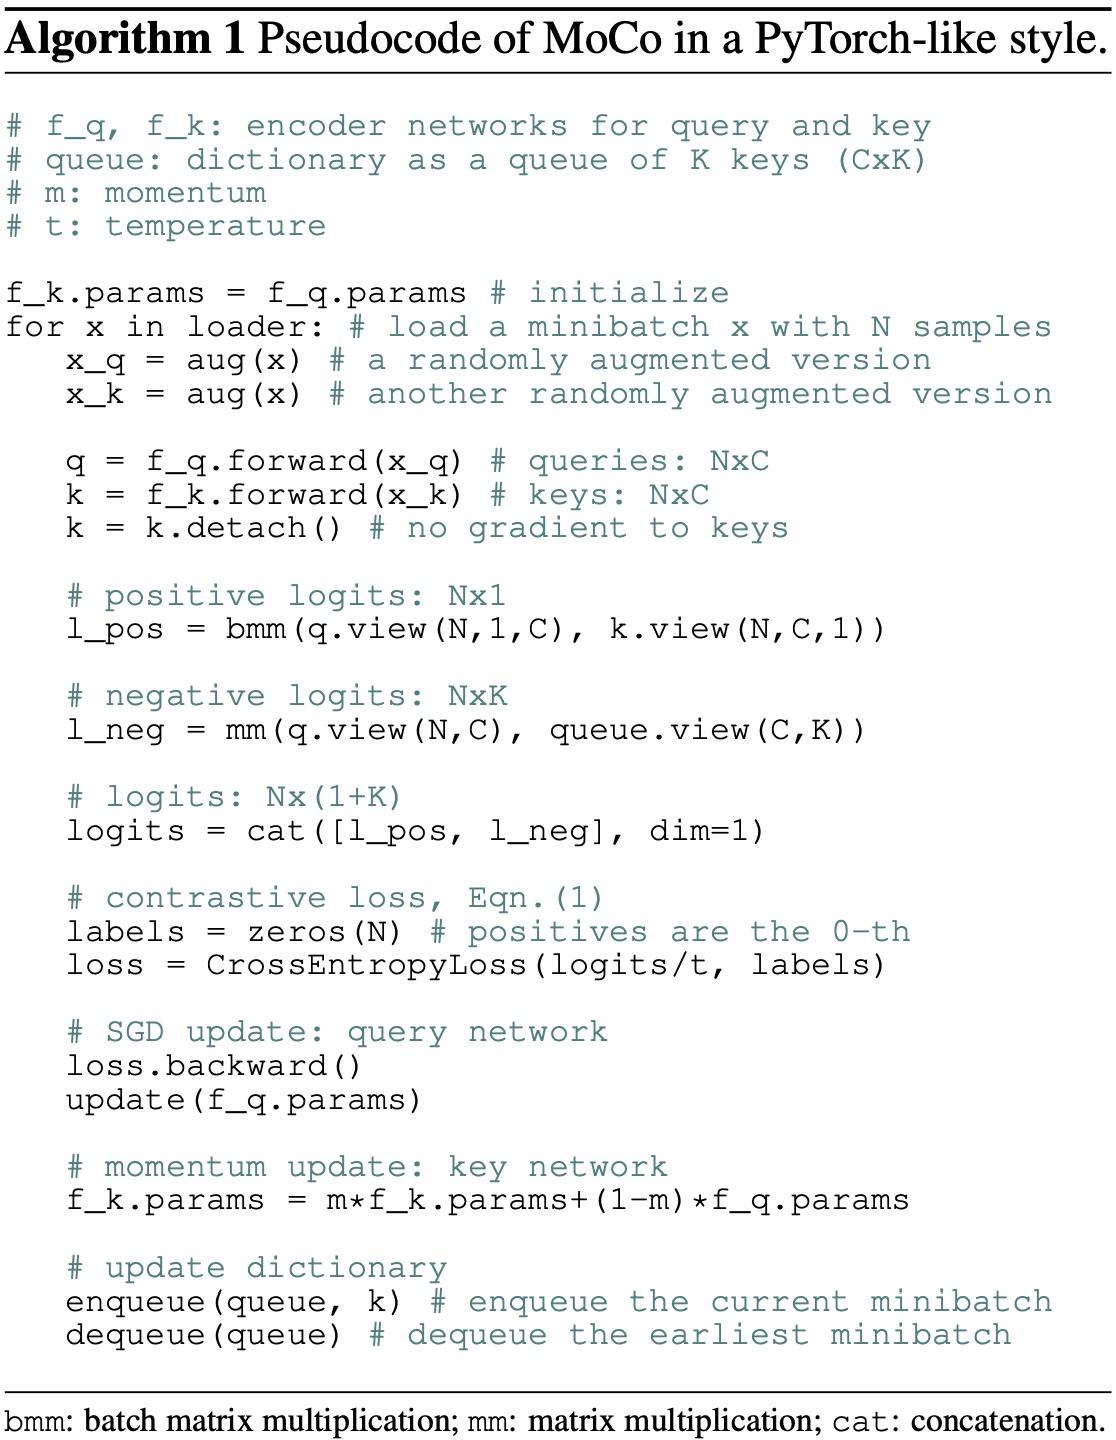 Algorithm 1 Pseudocode of MoCo in a PyTorch-like style.
# f_q, f_k: encoder networks for query and key
# queue: dictionary as a queue of K keys (CxK)
# m: momentum
# t: temperature
f_k.params = f_q.params # initialize
for x in loader: # load a minibatch x with N samples
x_q = aug(x) # a randomly augmented version
x_k = aug(x) # another randomly augmented version
q = f_q.forward(x_q) # queries: NxC
k = f_k.forward(x_k) # keys: NxC
k = k.detach() # no gradient to keys
# positive logits: Nx1
l_pos = bmm(q.view(N,1,C), k.view(N,C,1))
# negative logits: NxK
l_neg = mm(q.view(N,C), queue.view(C,K))
# logits: Nx(1+K)
logits = cat([l_pos, l_neg], dim=1)
# contrastive loss, Eqn.(1)
labels = zeros(N) # positives are the 0-th
loss = CrossEntropyLoss(logits/t, labels)
# SGD update: query network
loss.backward()
update(f_q.params)
# momentum update: key network
f_k.params = m*f_k.params+(1-m)*f_q.params
# update dictionary
enqueue(queue, k) # enqueue the current minibatch
dequeue(queue) # dequeue the earliest minibatch
bmm: batch matrix multiplication; mm: matrix multiplication; cat: concatenation.